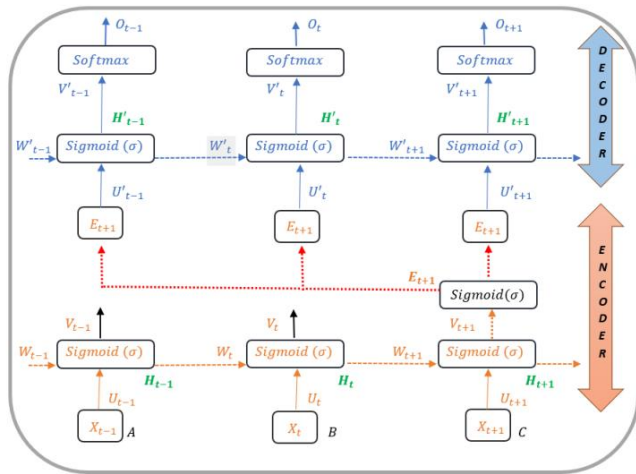 O_{t-1} O_t O_{t+1}
Softmax Softmax Softmax
V'_{t-1} V'_t V'_{t+1}
H'_{t-1} H'_t H'_{t+1}
W'_{t-1} W'_t W'_{t+1}
Sigmoid (σ) Sigmoid (σ) Sigmoid (σ)
U'_{t-1} U'_t U'_{t+1}
E_{t+1} E_{t+1} E_{t+1}
E_{t+1}
Sigmoid(σ)
V_{t-1} V_t V_{t+1}
W_{t-1} W_t W_{t+1}
Sigmoid (σ) Sigmoid (σ) Sigmoid (σ)
H_{t-1} H_t H_{t+1}
U_{t-1} U_t U_{t+1}
X_{t-1} A X_t B X_{t+1} C
DECODER
ENCODER